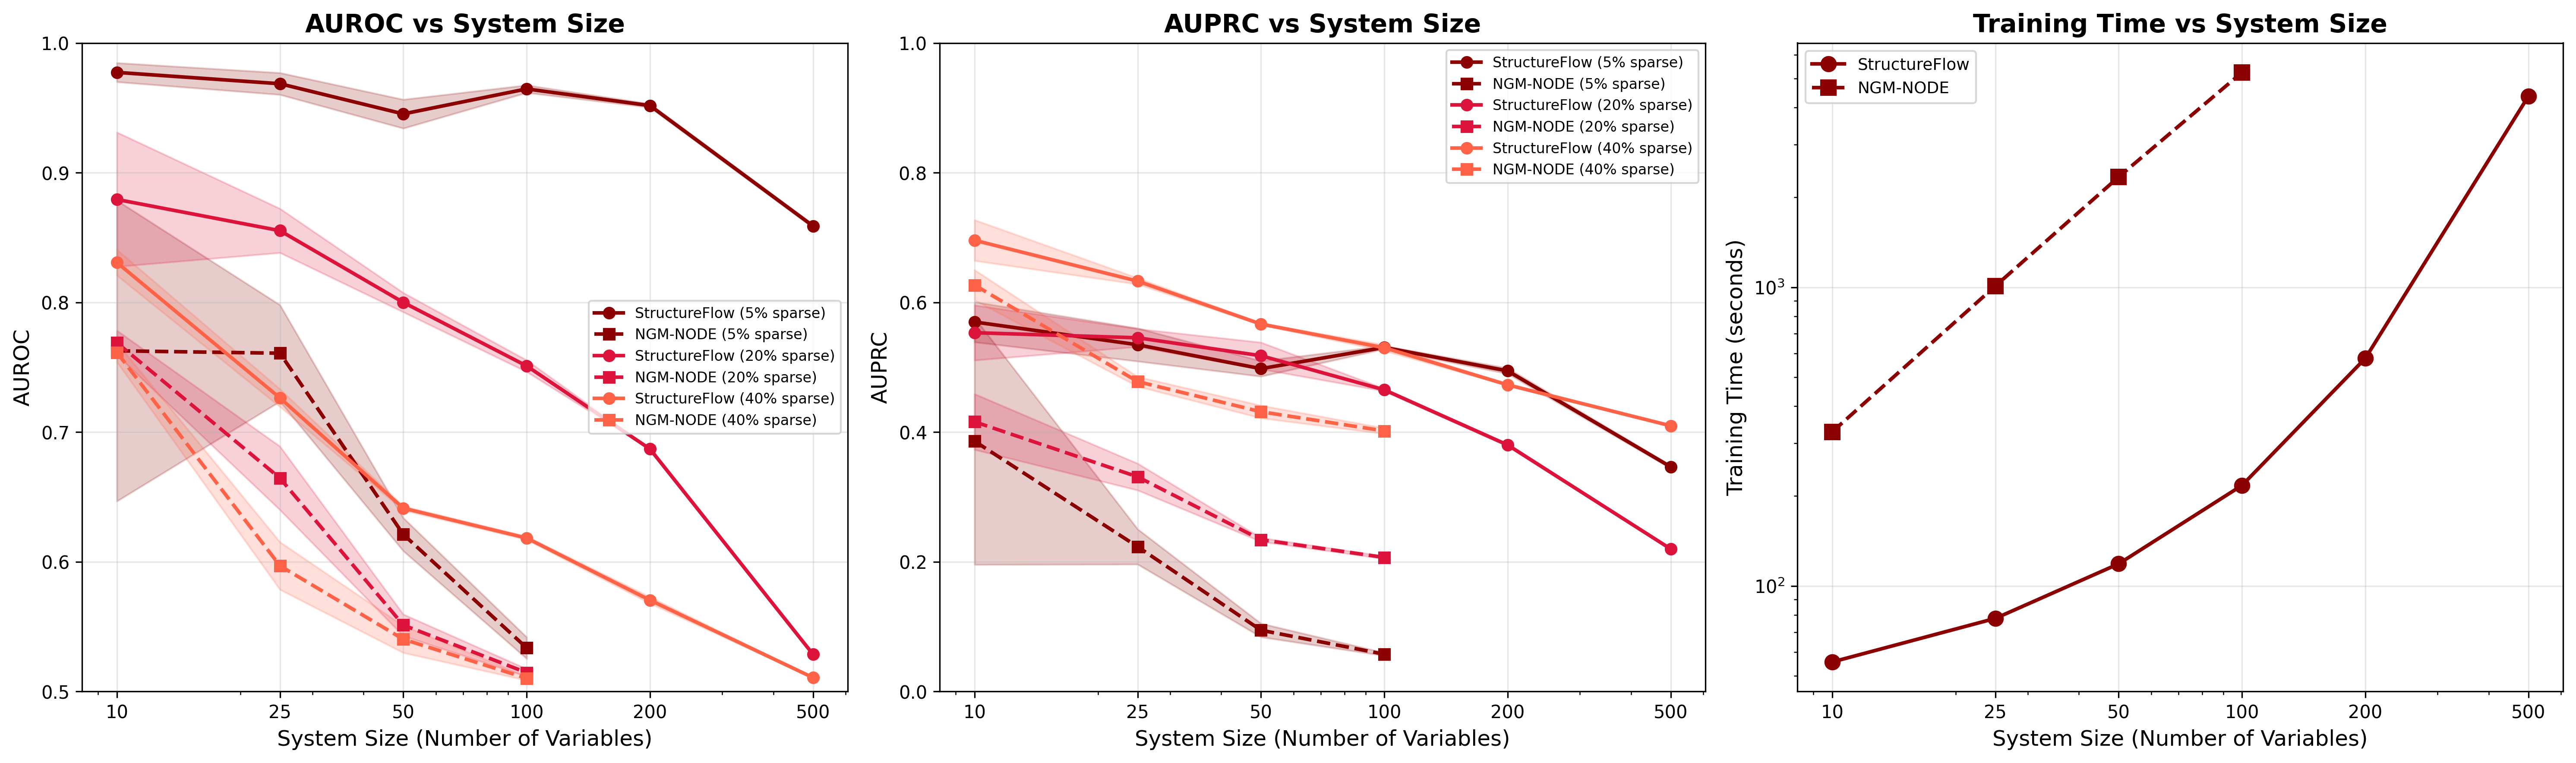 AUROC vs System Size
1.0
0.9
0.8
0.7
0.6
0.5
AUROC
StructureFlow (5% sparse)
NGM-NODE (5% sparse)
StructureFlow (20% sparse)
NGM-NODE (20% sparse)
StructureFlow (40% sparse)
NGM-NODE (40% sparse)
10 25 50 100 200 500
System Size (Number of Variables)
AUPRC vs System Size
1.0
0.8
0.6
0.4
0.2
0.0
AUPRC
StructureFlow (5% sparse)
NGM-NODE (5% sparse)
StructureFlow (20% sparse)
NGM-NODE (20% sparse)
StructureFlow (40% sparse)
NGM-NODE (40% sparse)
10 25 50 100 200 500
System Size (Number of Variables)
Training Time vs System Size
StructureFlow
NGM-NODE
10³
10²
Training Time (seconds)
10 25 50 100 200 500
System Size (Number of Variables)